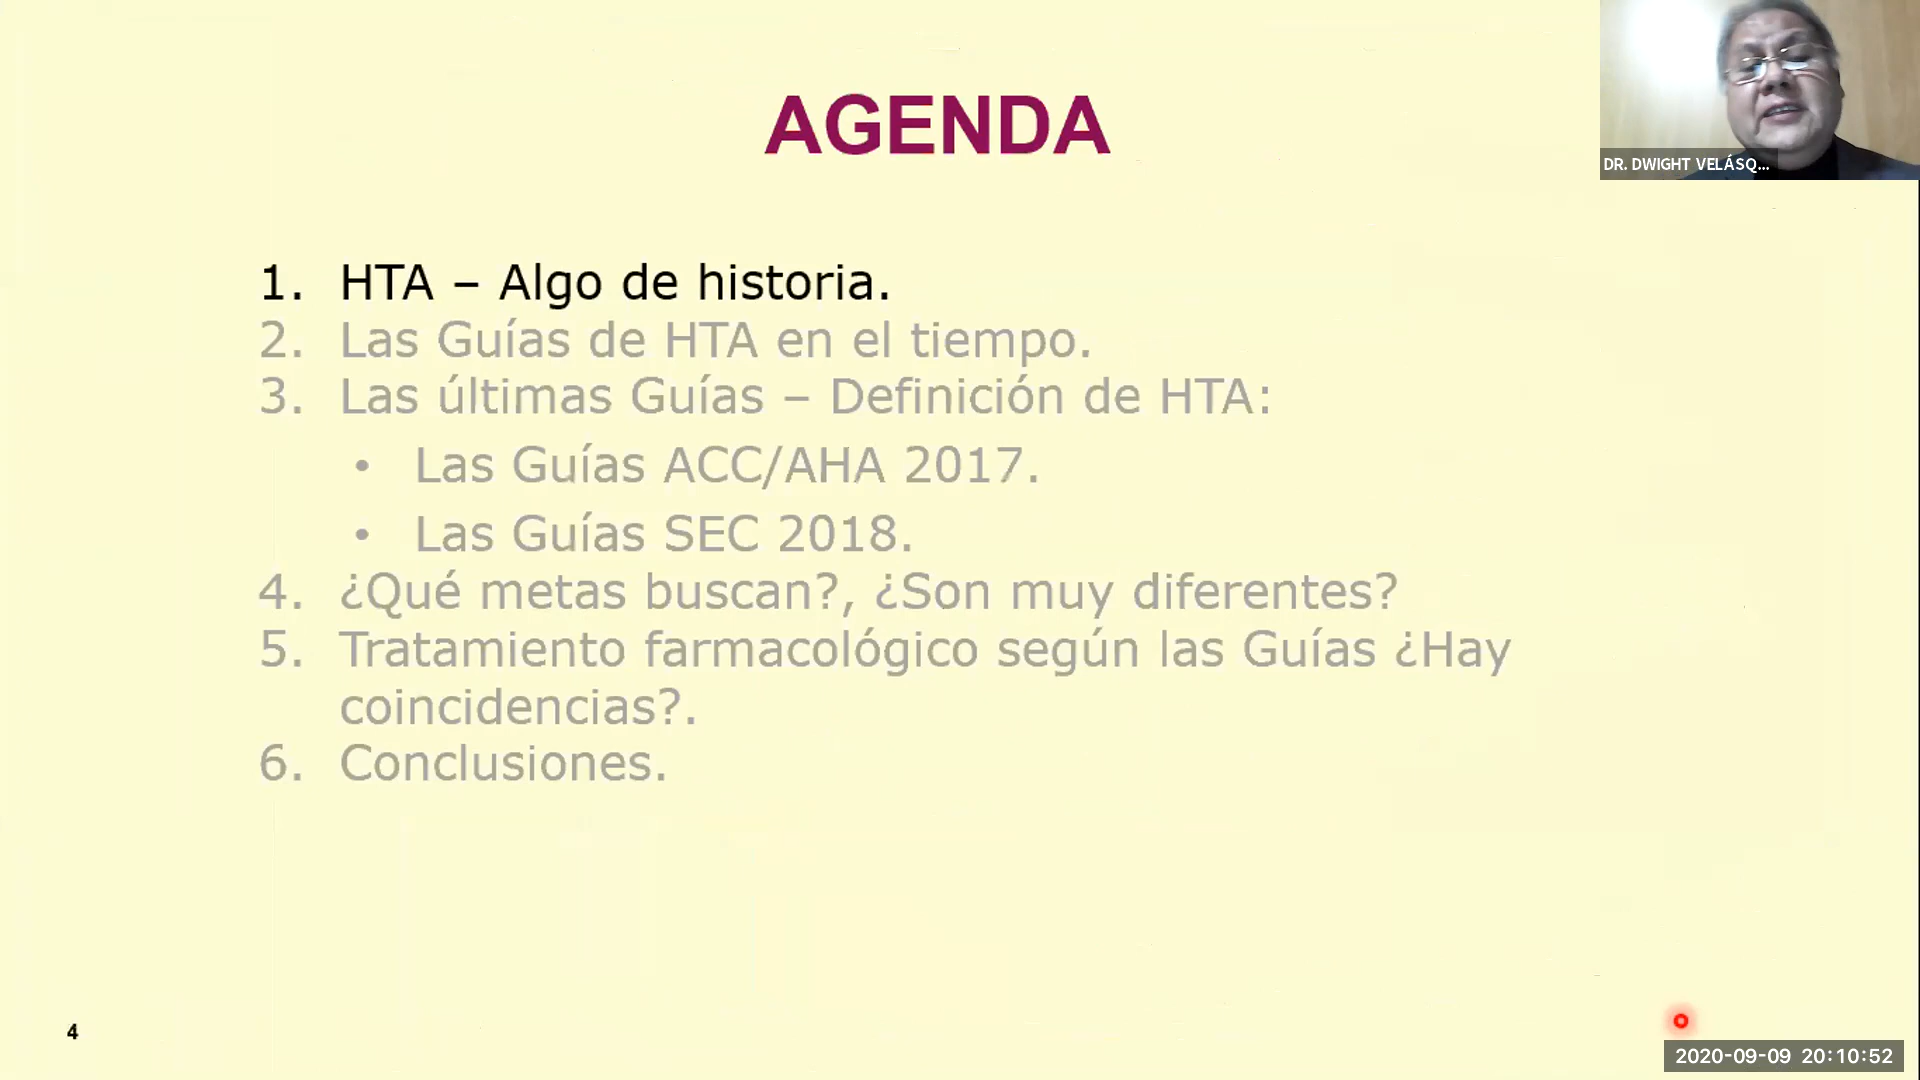 AGENDA
DR. DWIGHT VELÁSQ...
1. HTA – Algo de historia.
2. Las Guías de HTA en el tiempo.
3. Las últimas Guías – Definición de HTA:
• Las Guías ACC/AHA 2017.
• Las Guías SEC 2018.
4. ¿Qué metas buscan?, ¿Son muy diferentes?
5. Tratamiento farmacológico según las Guías ¿Hay
coincidencias?.
6. Conclusiones.
4
2020-09-09 20:10:52